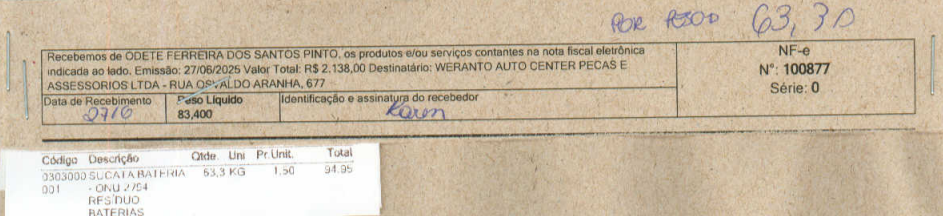 POR PESO 63,30
Recebemos de ODETE FERREIRA DOS SANTOS PINTO, os produtos e/ou serviços contantes na nota fiscal eletrônica
indicada ao lado. Emissão: 27/06/2025 Valor Total: R$ 2.138,00 Destinatário: WERANTO AUTO CENTER PECAS E
ASSESSORIOS LTDA - RUA OSVALDO ARANHA, 677
NF-e
N°: 100877
Série: 0
Data de Recebimento Peso Líquido Identificação e assinatura do recebedor
27/6 83,400 Karen
Código Descrição Qtde. Uni Pr.Unit. Total
0303000 SUCATA BATERIA 63,3 KG 1,50 94,95
001 - ONU 2794
RESÍDUO
BATERIAS